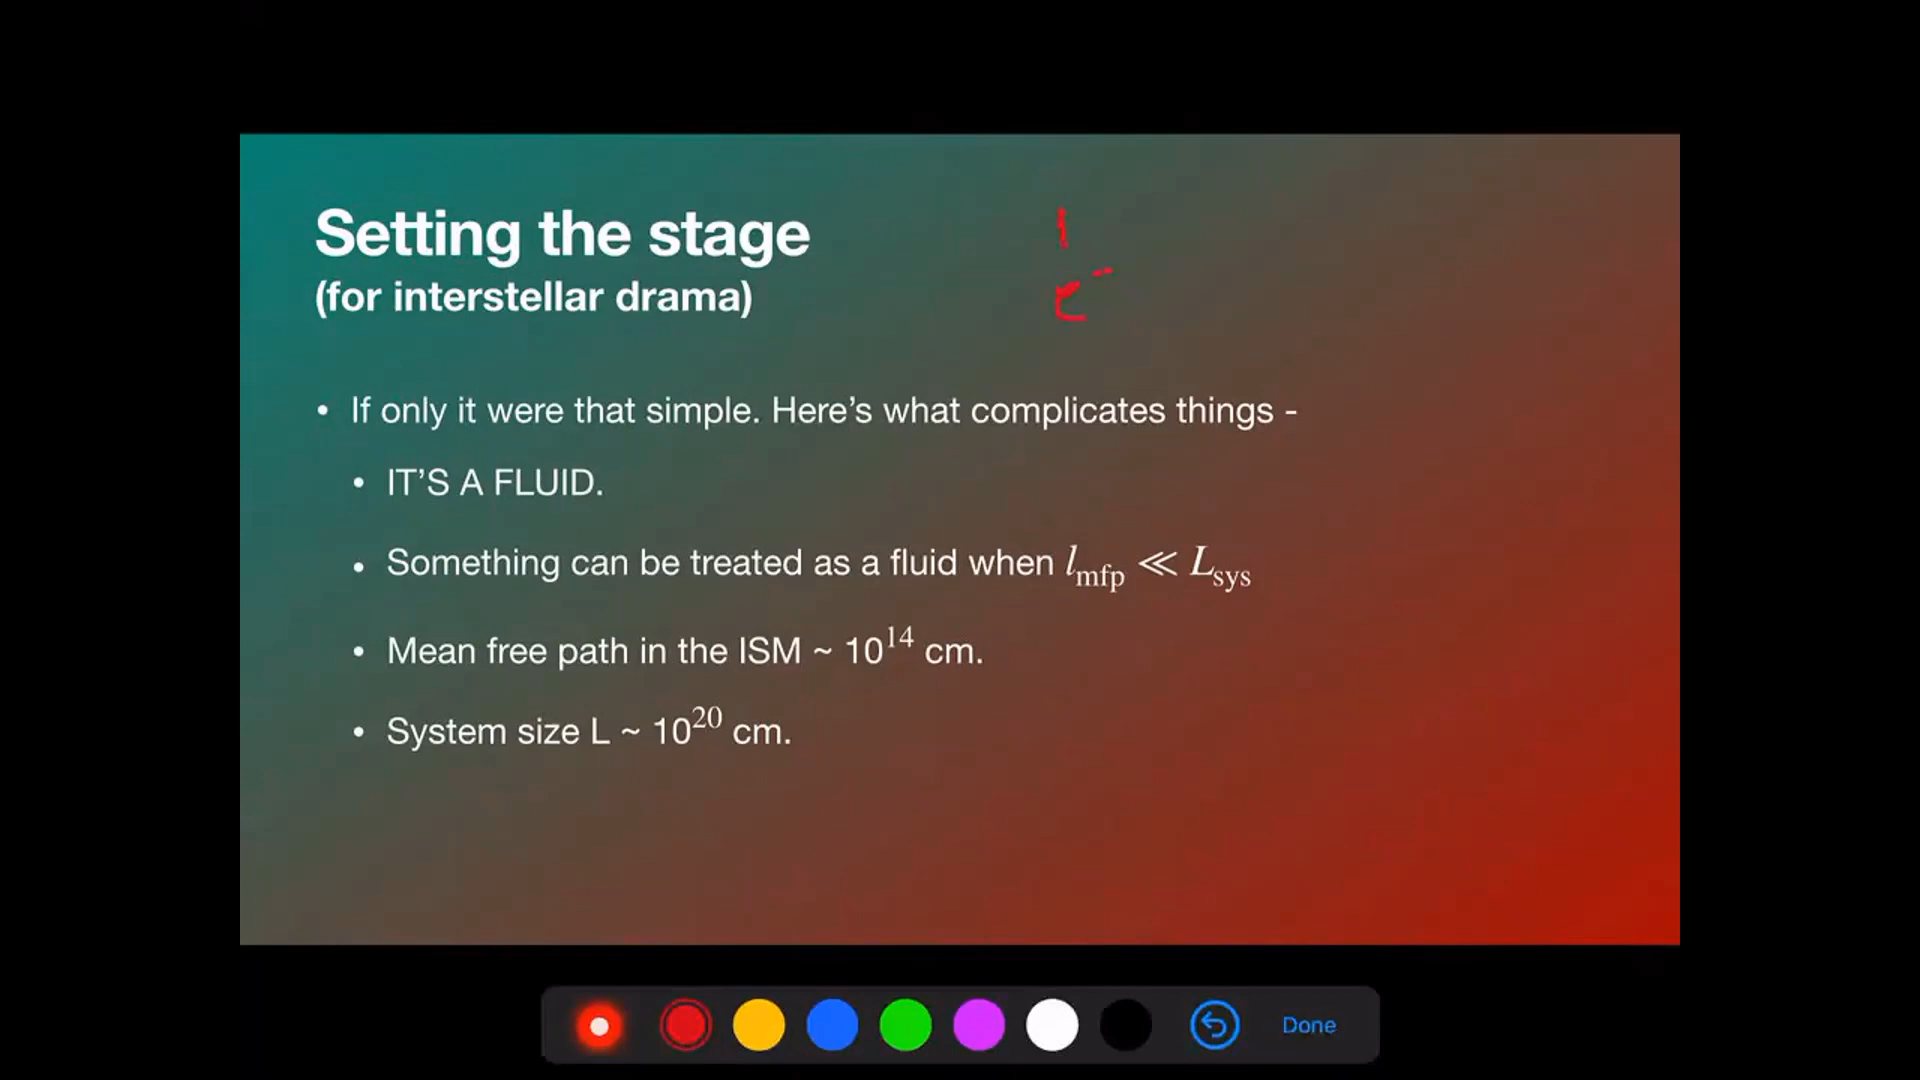 Setting the stage
(for interstellar drama)
• If only it were that simple. Here’s what complicates things -
• IT’S A FLUID.
• Something can be treated as a fluid when l_mfp ≪ L_sys
• Mean free path in the ISM ~ 10^14 cm.
• System size L ~ 10^20 cm.
Done